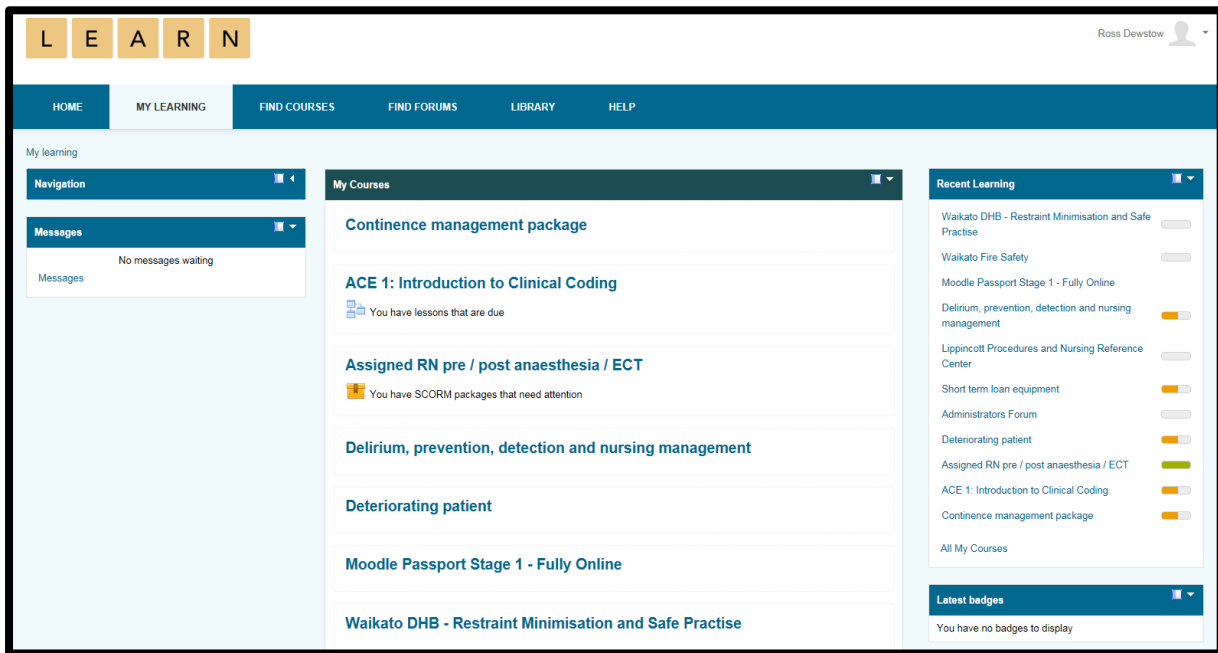 L E A R N
Ross Dewstow
HOME MY LEARNING FIND COURSES FIND FORUMS LIBRARY HELP
My learning
Navigation
Messages
No messages waiting
Messages
My Courses
Continence management package
ACE 1: Introduction to Clinical Coding
You have lessons that are due
Assigned RN pre / post anaesthesia / ECT
You have SCORM packages that need attention
Delirium, prevention, detection and nursing management
Deteriorating patient
Moodle Passport Stage 1 - Fully Online
Waikato DHB - Restraint Minimisation and Safe Practise
Recent Learning
Waikato DHB - Restraint Minimisation and Safe
Practise
Waikato Fire Safety
Moodle Passport Stage 1 - Fully Online
Delirium, prevention, detection and nursing
management
Lippincott Procedures and Nursing Reference
Center
Short term loan equipment
Administrators Forum
Deteriorating patient
Assigned RN pre / post anaesthesia / ECT
ACE 1: Introduction to Clinical Coding
Continence management package
All My Courses
Latest badges
You have no badges to display